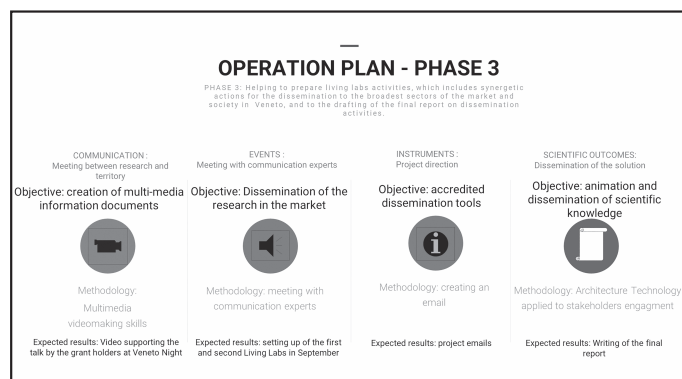 OPERATION PLAN - PHASE 3
PHASE 3: Helping to prepare living labs activities, which includes synergetic
actions for the dissemination to the broadest sectors of the market and
society in Veneto, and to the drafting of the final report on dissemination
activities.
COMMUNICATION :
Meeting between research and
territory
Objective: creation of multi-media
information documents
Methodology:
Multimedia
videomaking skills
Expected results: Video supporting the
talk by the grant holders at Veneto Night
EVENTS :
Meeting with communication experts
Objective: Dissemination of the
research in the market
Methodology: meeting with
communication experts
Expected results: setting up of the first
and second Living Labs in September
INSTRUMENTS :
Project direction
Objective: accredited
dissemination tools
Methodology: creating an
email
Expected results: project emails
SCIENTIFIC OUTCOMES:
Dissemination of the solution
Objective: animation and
dissemination of scientific
knowledge
Methodology: Architecture Technology
applied to stakeholders engagment
Expected results: Writing of the final
report